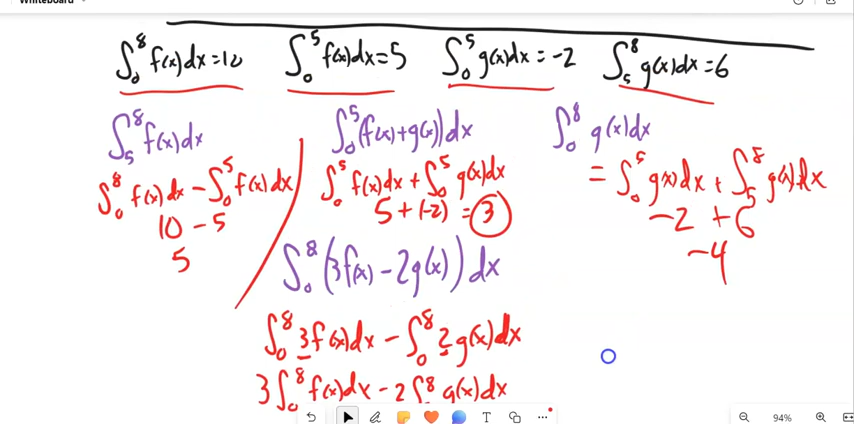 Whiteboard
∫₀⁸ f(x)dx = 10   ∫₀⁵ f(x)dx = 5   ∫₀⁵ g(x)dx = -2   ∫₅⁸ g(x)dx = 6
∫₅⁸ f(x)dx
∫₀⁸ f(x)dx - ∫₀⁵ f(x)dx
10 - 5
5
∫₀⁵ (f(x)+g(x))dx
∫₀⁵ f(x)dx + ∫₀⁵ g(x)dx
5 + (-2) = 3
∫₀⁸ g(x)dx
= ∫₀⁵ g(x)dx + ∫₅⁸ g(x)dx
-2 + 6
-4
∫₀⁸ (3f(x) - 2g(x))dx
∫₀⁸ 3f(x)dx - ∫₀⁸ 2g(x)dx
3∫₀⁸ f(x)dx - 2∫⁸ g(x)dx
T
94%